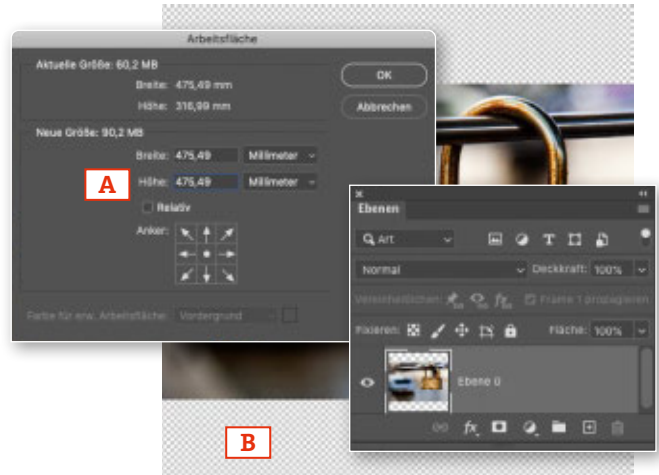 Arbeitsfläche
Aktuelle Größe: 60,2 MB
Breite: 475,49 mm
Höhe: 316,99 mm
OK
Abbrechen
Neue Größe: 90,2 MB
Breite: 475,49 Millimeter
A
Höhe: 475,49 Millimeter
Relativ
Anker:
Farbe für erw. Arbeitsfläche: Vordergrund
Ebenen
Art
Normal
Deckkraft: 100%
Vereinheitlichen:
Frame 1 propagieren
Fixieren:
Fläche: 100%
Ebene 0
fx
B